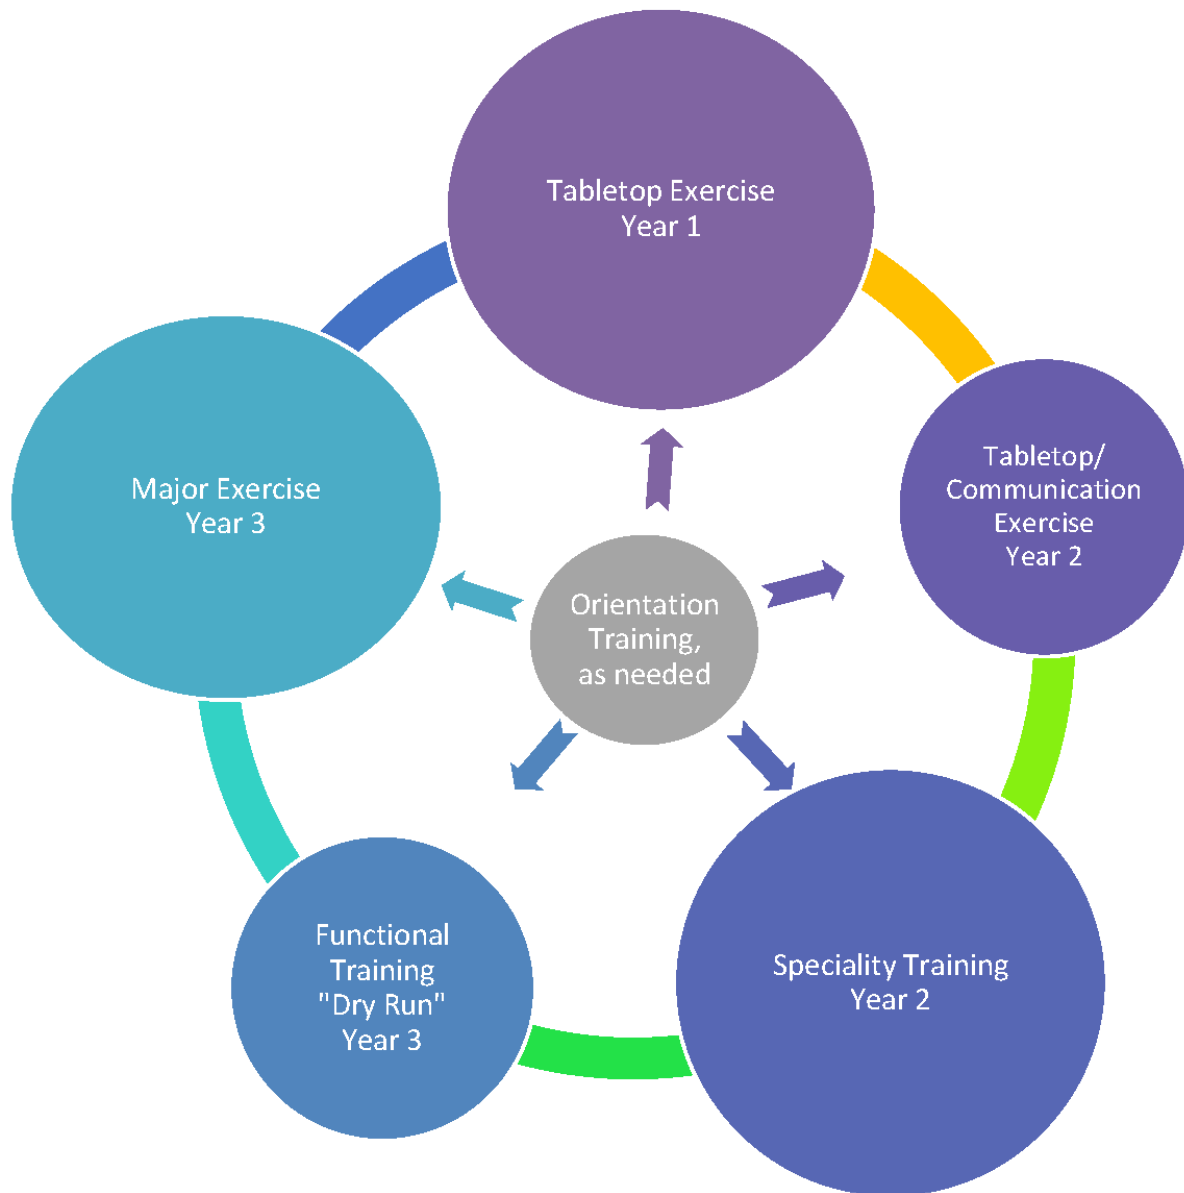 Tabletop Exercise
Year 1
Tabletop/
Communication
Exercise
Year 2
Speciality Training
Year 2
Functional
Training
"Dry Run"
Year 3
Major Exercise
Year 3
Orientation
Training,
as needed